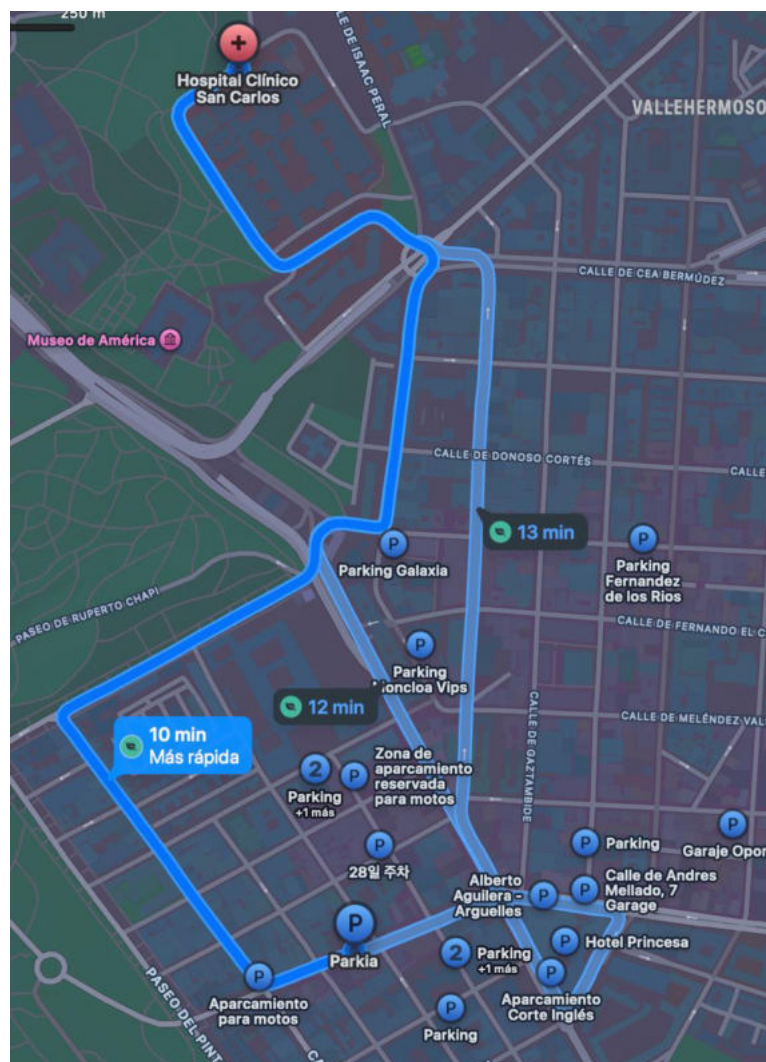 250 m
Hospital Clínico
San Carlos
CALLE DE ISAAC PERAL
VALLEHERMOSO
CALLE DE CEA BERMÚDEZ
Museo de América
CALLE DE DONOSO CORTÉS
CALLE
13 min
P
Parking Galaxia
P
Parking
Fernandez
de los Rios
PASEO DE RUPERTO CHAPI
CALLE DE FERNANDO EL C
P
Parking
Moncloa Vips
12 min
10 min
Más rápida
CALLE DE GAZTAMBIDE
CALLE DE MELÉNDEZ VAL
2
Parking
+1 más
P
Zona de
aparcamiento
reservada
para motos
P
28일 주차
P
Parking
P
Garaje Opor
Alberto
Aguilera -
Arguelles
P
P
Calle de Andres
Mellado, 7
Garage
P
Parkia
2
Parking
+1 más
P
Hotel Princesa
P
Aparcamiento
para motos
P
Aparcamiento
Corte Inglés
P
Parking
PASEO DEL PINT
CA